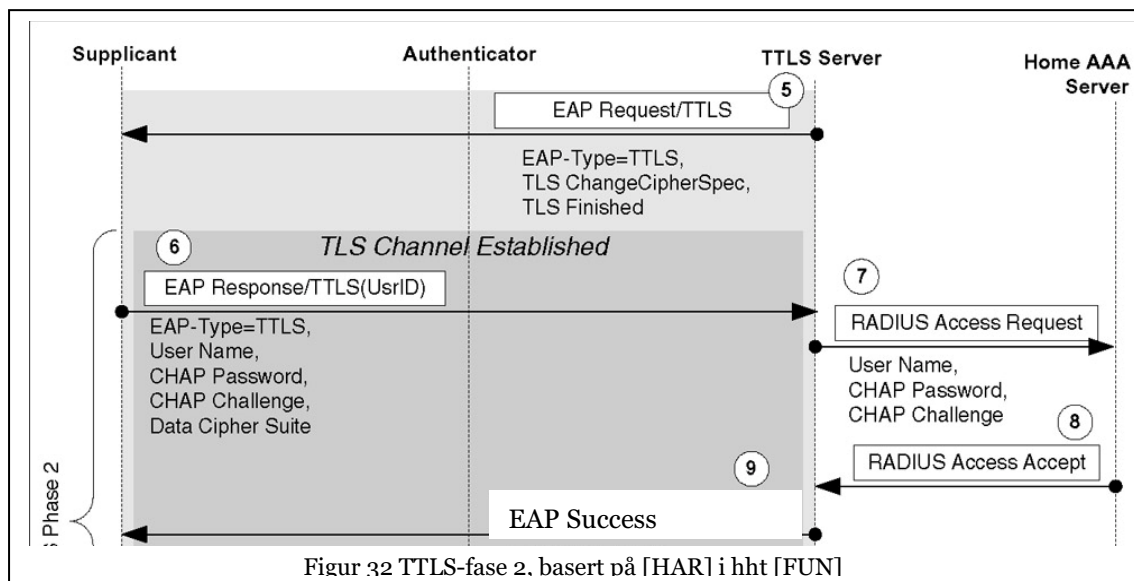 Supplicant
Authenticator
TTLS Server
Home AAA
Server
5
EAP Request/TTLS
EAP-Type=TTLS,
TLS ChangeCipherSpec,
TLS Finished
6
TLS Channel Established
EAP Response/TTLS(UsrID)
7
RADIUS Access Request
EAP-Type=TTLS,
User Name,
CHAP Password,
CHAP Challenge,
Data Cipher Suite
User Name,
CHAP Password,
CHAP Challenge
8
RADIUS Access Accept
9
EAP Success
S Phase 2
Figur 32 TTLS-fase 2, basert på [HAR] i hht [FUN]